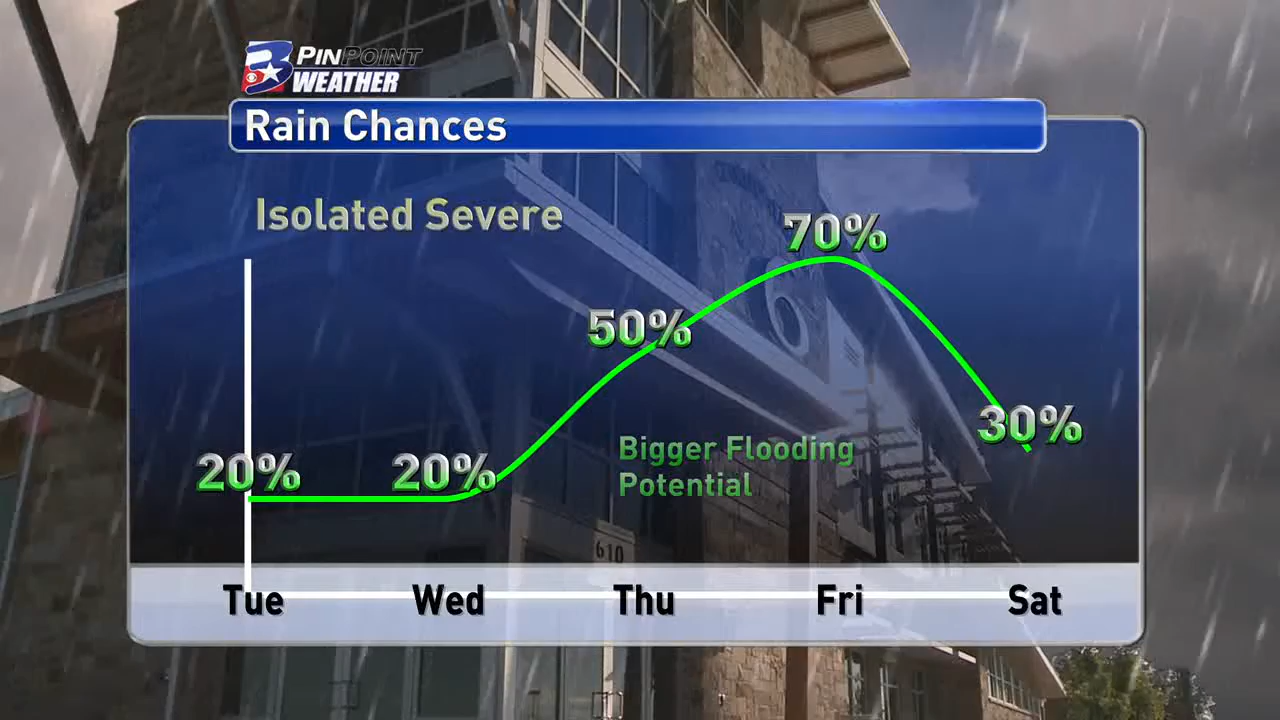 3 PINPOINT
WEATHER
Rain Chances
Isolated Severe
70%
50%
30%
20% 20%
Bigger Flooding
Potential
610
Tue Wed Thu Fri Sat